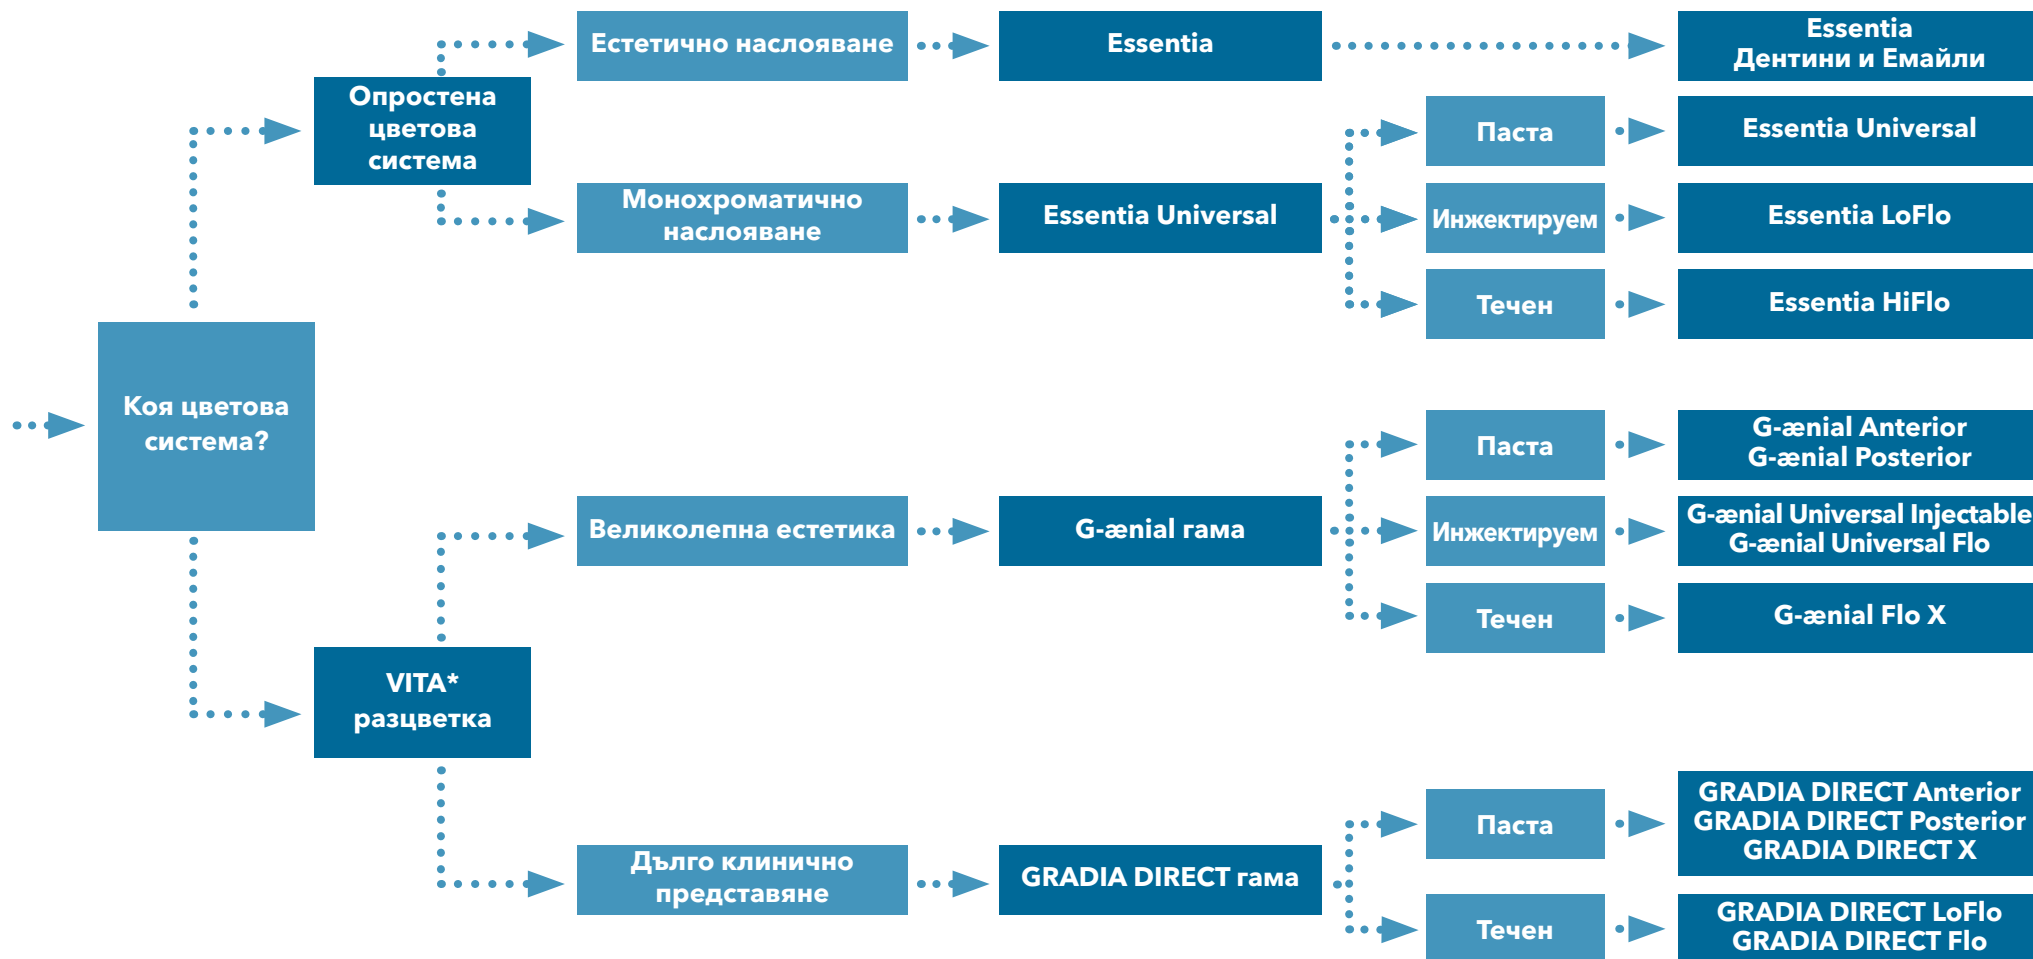 Коя цветова
система?
Опростена
цветова
система
Естетично наслояване
Essentia
Essentia
Дентини и Емайли
Монохроматично
наслояване
Essentia Universal
Паста
Essentia Universal
Инжектируем
Essentia LoFlo
Течен
Essentia HiFlo
VITA*
разцветка
Великолепна естетика
G-ænial гама
Паста
G-ænial Anterior
G-ænial Posterior
Инжектируем
G-ænial Universal Injectable
G-ænial Universal Flo
Течен
G-ænial Flo X
Дълго клинично
представяне
GRADIA DIRECT гама
Паста
GRADIA DIRECT Anterior
GRADIA DIRECT Posterior
GRADIA DIRECT X
Течен
GRADIA DIRECT LoFlo
GRADIA DIRECT Flo